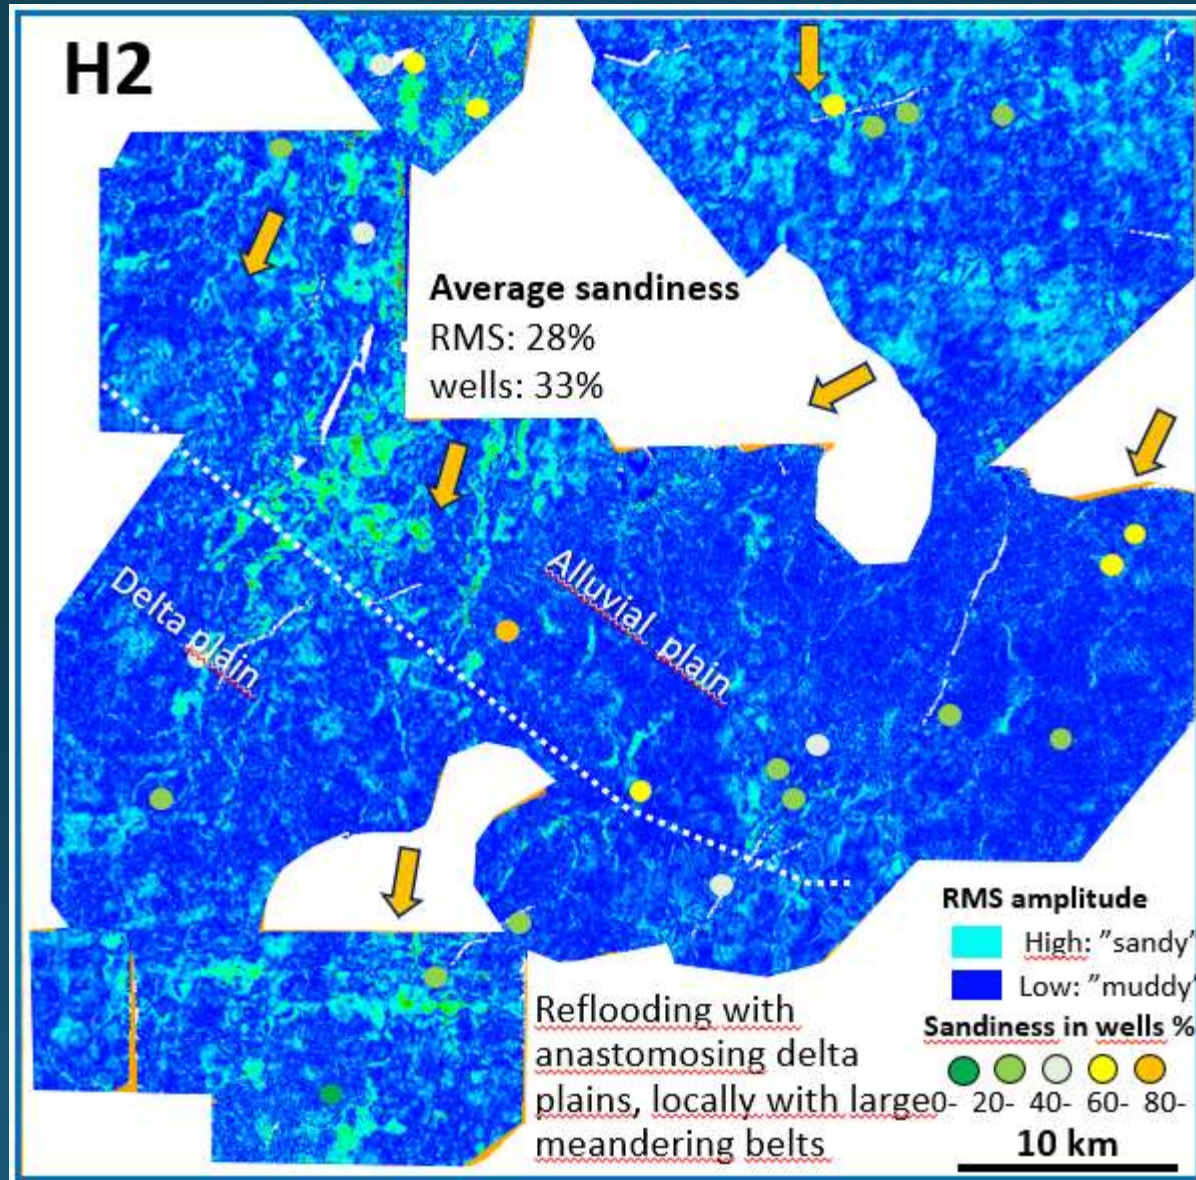 H2
Average sandiness
RMS: 28%
wells: 33%
Delta plain
Alluvial plain
RMS amplitude
High: ”sandy”
Low: ”muddy”
Sandiness in wells %
0- 20- 40- 60- 80-
10 km
Reflooding with
anastomosing delta
plains, locally with large
meandering belts